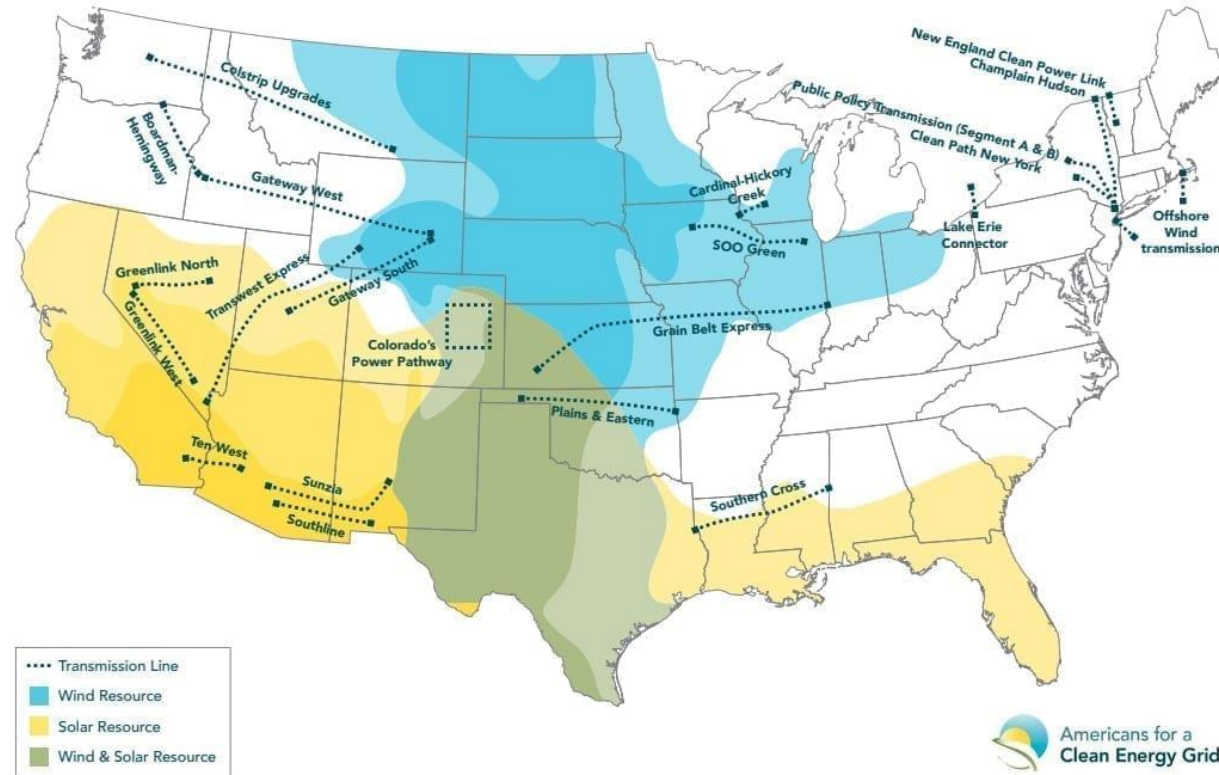 New England Clean Power Link
Champlain Hudson
Public Policy Transmission (Segment A & B)
Clean Path New York
Colstrip Upgrades
Boardman-
Hemingway
Gateway West
Cardinal-Hickory
Creek
SOO Green
Lake Erie
Connector
Offshore
Wind
transmission
Greenlink North
Transwest Express
Gateway South
Greenlink West
Colorado's
Power Pathway
Grain Belt Express
Plains & Eastern
Ten West
Sunzia
Southline
Southern Cross
Transmission Line
Wind Resource
Solar Resource
Wind & Solar Resource
Americans for a
Clean Energy Grid